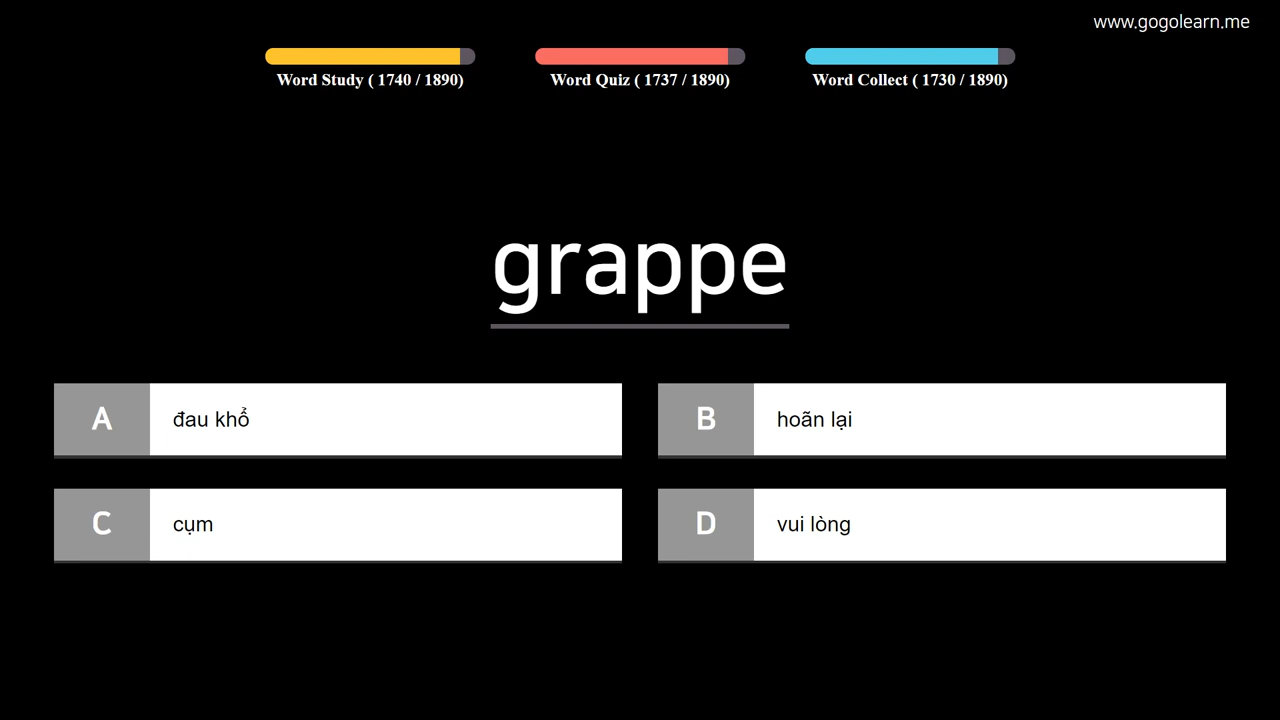 www.gogolearn.me
Word Study ( 1740 / 1890)
Word Quiz ( 1737 / 1890)
Word Collect ( 1730 / 1890)
grappe
A
đau khổ
B
hoãn lại
C
cụm
D
vui lòng